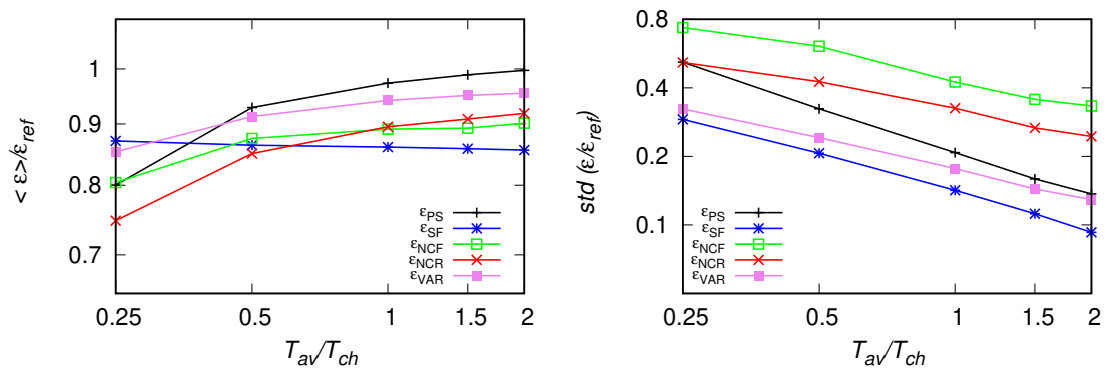 < ε>/ε_ref
1
0.9
0.8
0.7
ε_PS
ε_SF
ε_NCF
ε_NCR
ε_VAR
0.25 0.5 1 1.5 2
T_av/T_ch
std (ε/ε_ref)
0.8
0.4
0.2
0.1
ε_PS
ε_SF
ε_NCF
ε_NCR
ε_VAR
0.25 0.5 1 1.5 2
T_av/T_ch